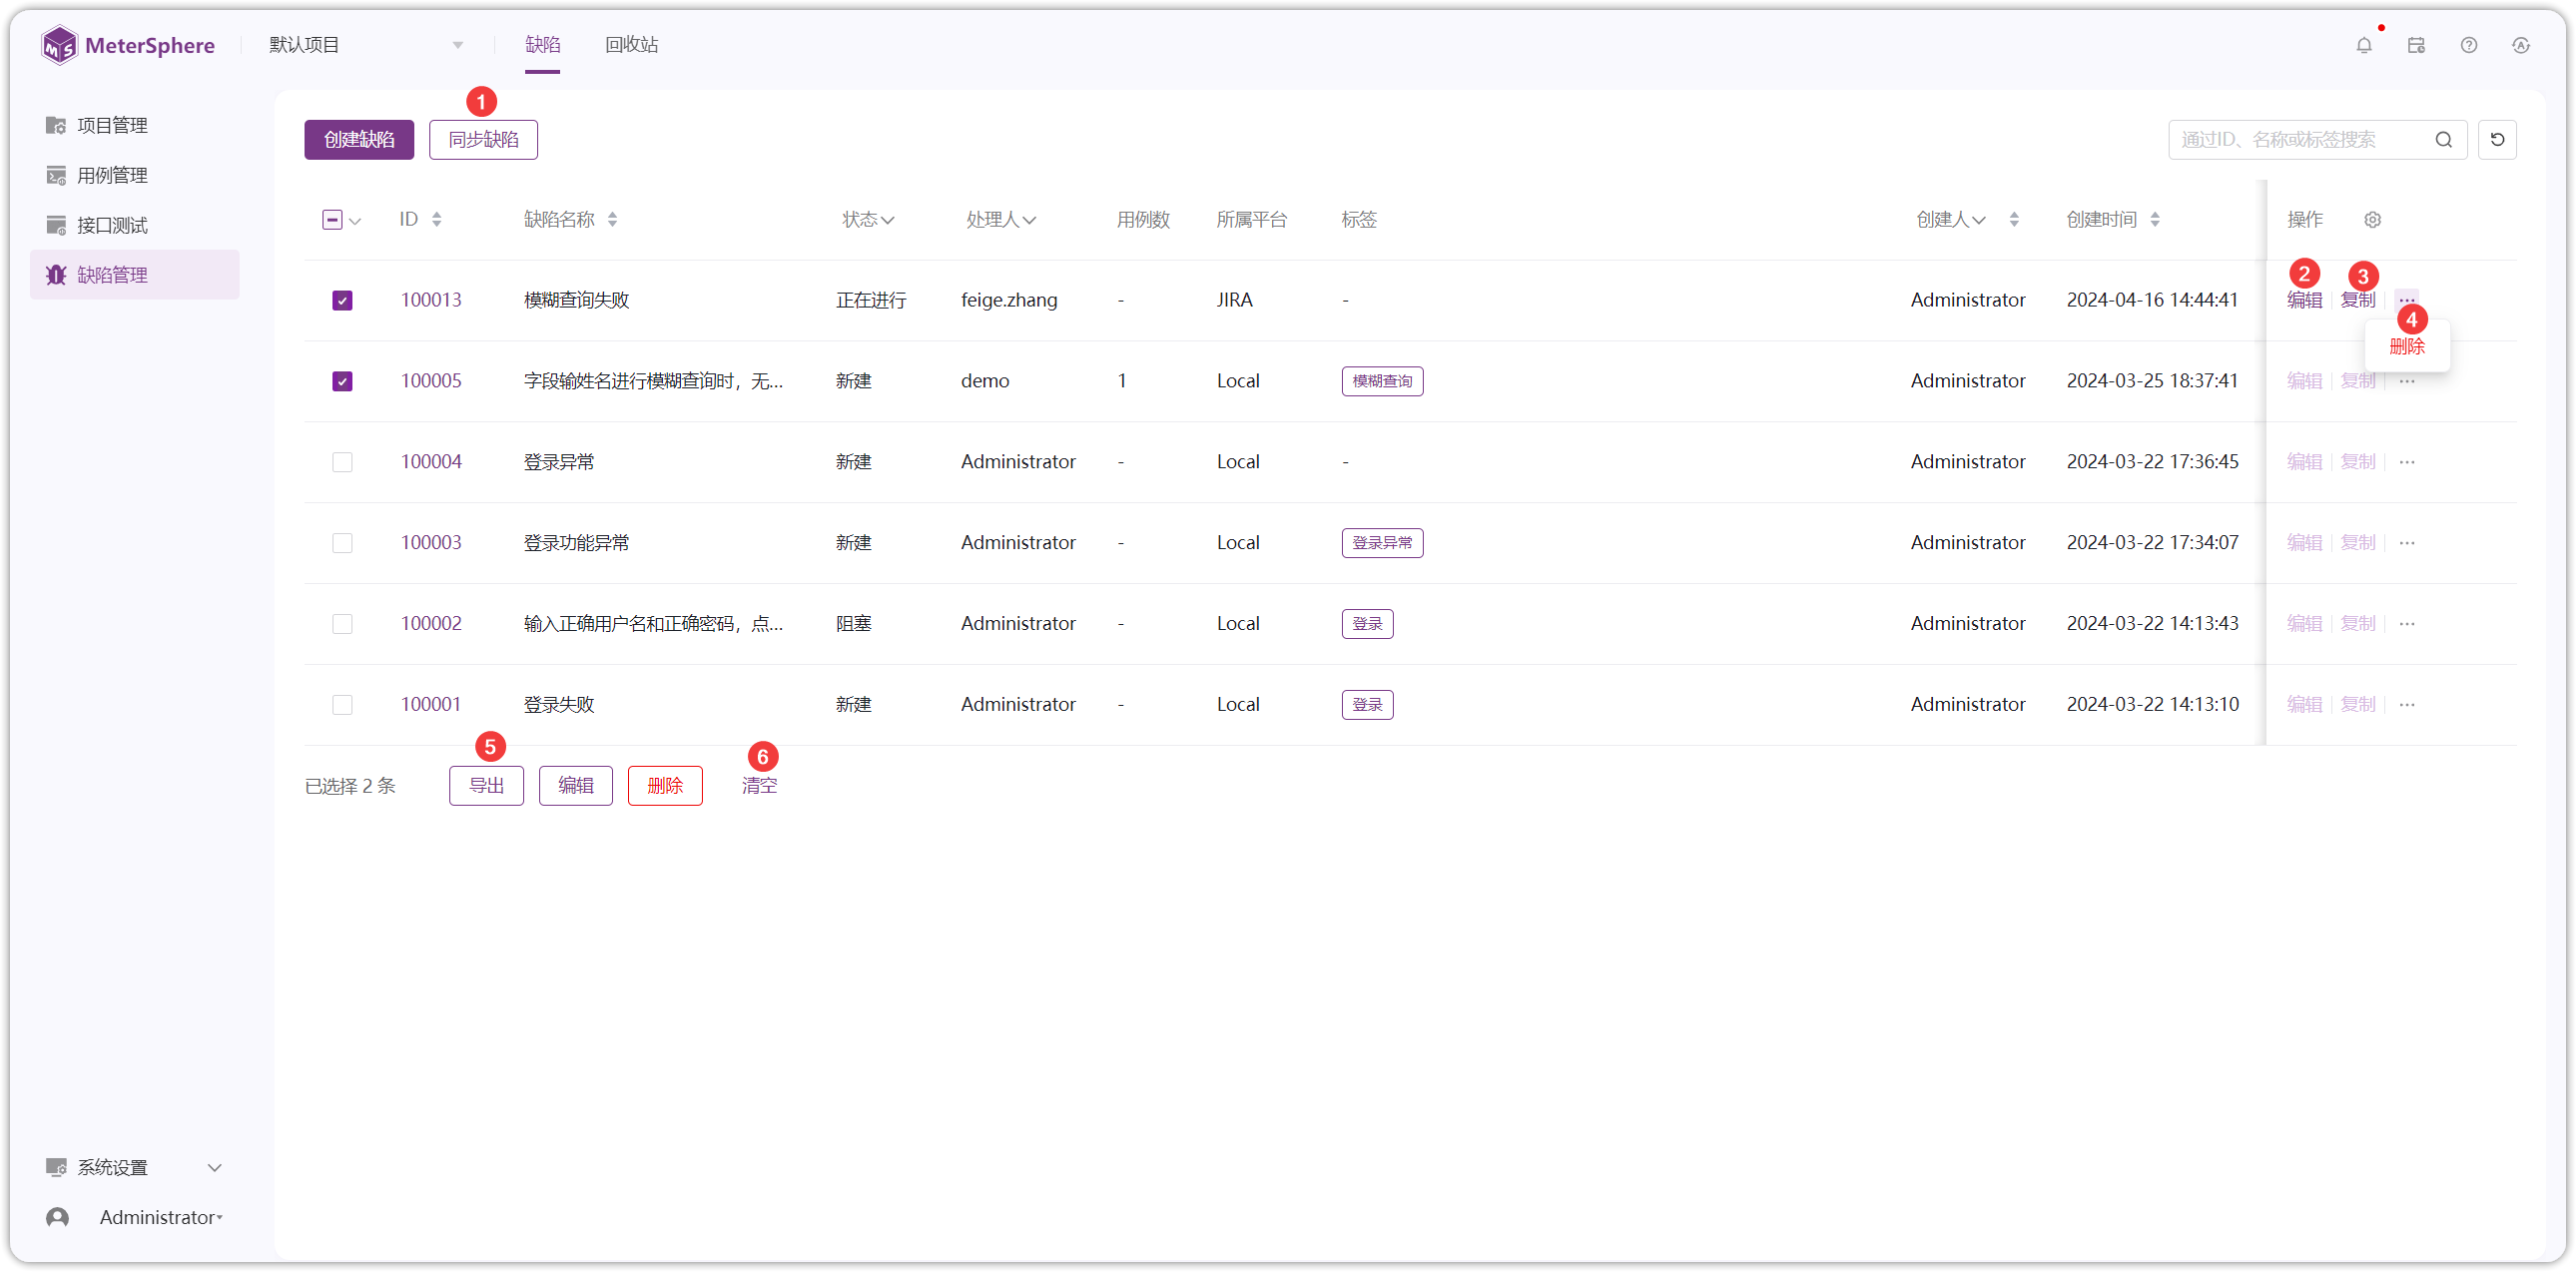 MeterSphere 默认项目 缺陷 回收站
项目管理
用例管理
接口测试
缺陷管理
1
创建缺陷 同步缺陷 通过ID、名称或标签搜索
ID 缺陷名称 状态 处理人 用例数 所属平台 标签 创建人 创建时间 操作
2 3
100013 模糊查询失败 正在进行 feige.zhang - JIRA - Administrator 2024-04-16 14:44:41 编辑 复制 ...
4
删除
100005 字段输姓名进行模糊查询时，无... 新建 demo 1 Local 模糊查询 Administrator 2024-03-25 18:37:41 编辑 复制 ...
100004 登录异常 新建 Administrator - Local - Administrator 2024-03-22 17:36:45 编辑 复制 ...
100003 登录功能异常 新建 Administrator - Local 登录异常 Administrator 2024-03-22 17:34:07 编辑 复制 ...
100002 输入正确用户名和正确密码，点... 阻塞 Administrator - Local 登录 Administrator 2024-03-22 14:13:43 编辑 复制 ...
100001 登录失败 新建 Administrator - Local 登录 Administrator 2024-03-22 14:13:10 编辑 复制 ...
5 6
已选择 2 条 导出 编辑 删除 清空
系统设置
Administrator